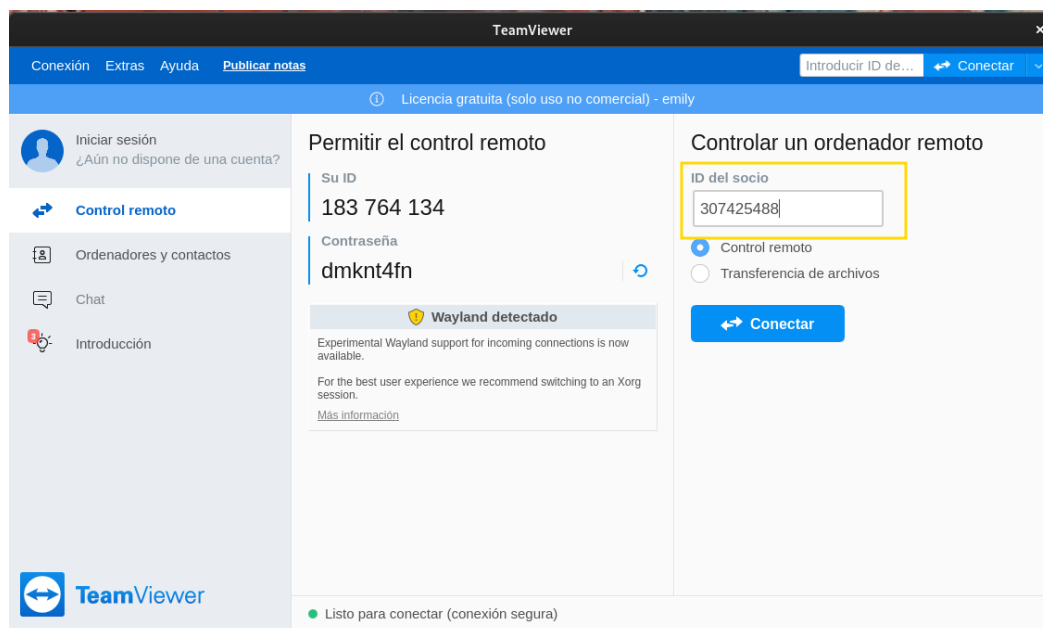 TeamViewer
Conexión Extras Ayuda Publicar notas Introducir ID de... Conectar
Licencia gratuita (solo uso no comercial) - emily
Iniciar sesión
¿Aún no dispone de una cuenta?
Control remoto
Ordenadores y contactos
Chat
3
Introducción
TeamViewer
Permitir el control remoto
Su ID
183 764 134
Contraseña
dmknt4fn
Wayland detectado
Experimental Wayland support for incoming connections is now
available.
For the best user experience we recommend switching to an Xorg
session.
Más información
Controlar un ordenador remoto
ID del socio
307425488
Control remoto
Transferencia de archivos
Conectar
Listo para conectar (conexión segura)